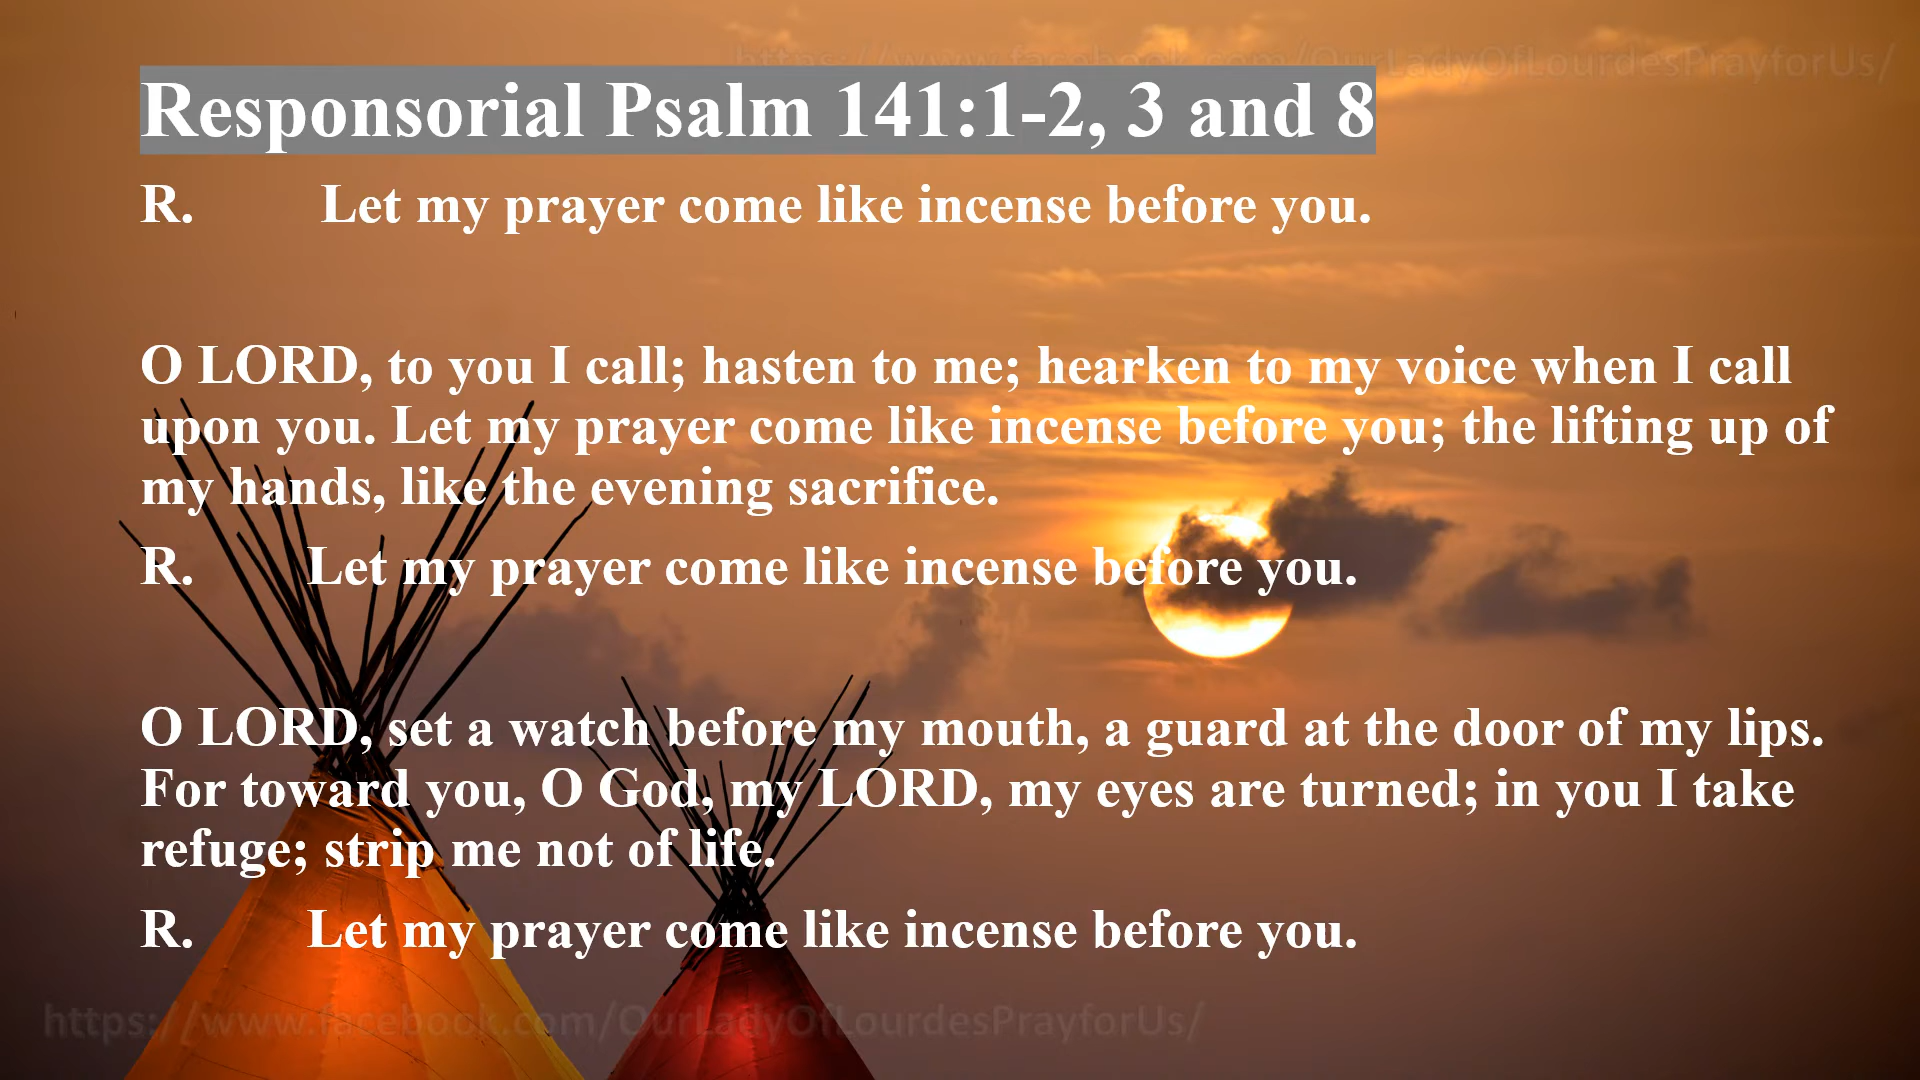 https://www.facebook.com/OurLadyOfLourdesPrayforUs/
Responsorial Psalm 141:1-2, 3 and 8
R. Let my prayer come like incense before you.
O LORD, to you I call; hasten to me; hearken to my voice when I call
upon you. Let my prayer come like incense before you; the lifting up of
my hands, like the evening sacrifice.
R. Let my prayer come like incense before you.
O LORD, set a watch before my mouth, a guard at the door of my lips.
For toward you, O God, my LORD, my eyes are turned; in you I take
refuge; strip me not of life.
R. Let my prayer come like incense before you.
https://www.facebook.com/OurLadyOfLourdesPrayforUs/